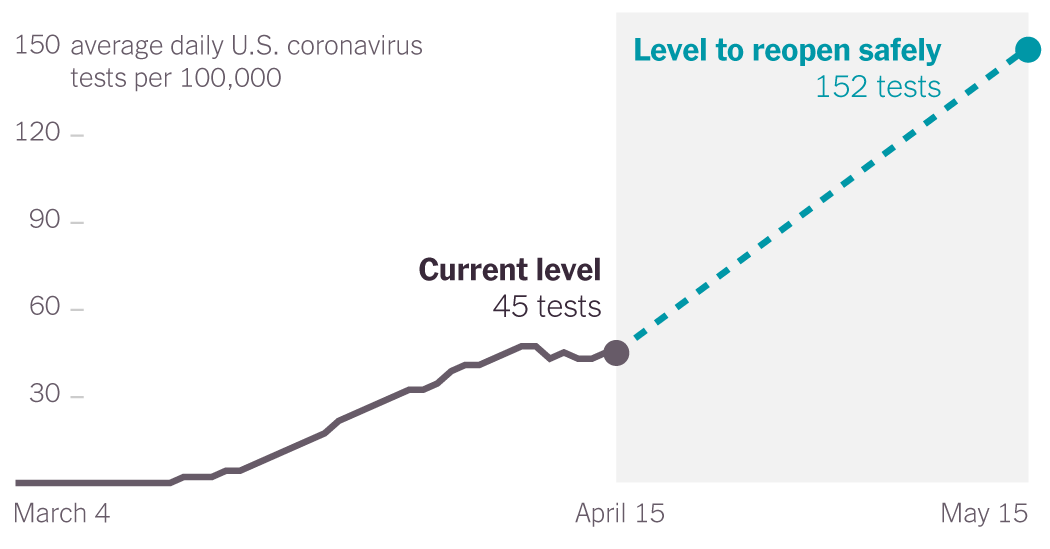 150 average daily U.S. coronavirus
tests per 100,000
Level to reopen safely
152 tests
120
90
Current level
45 tests
60
30
March 4
April 15
May 15